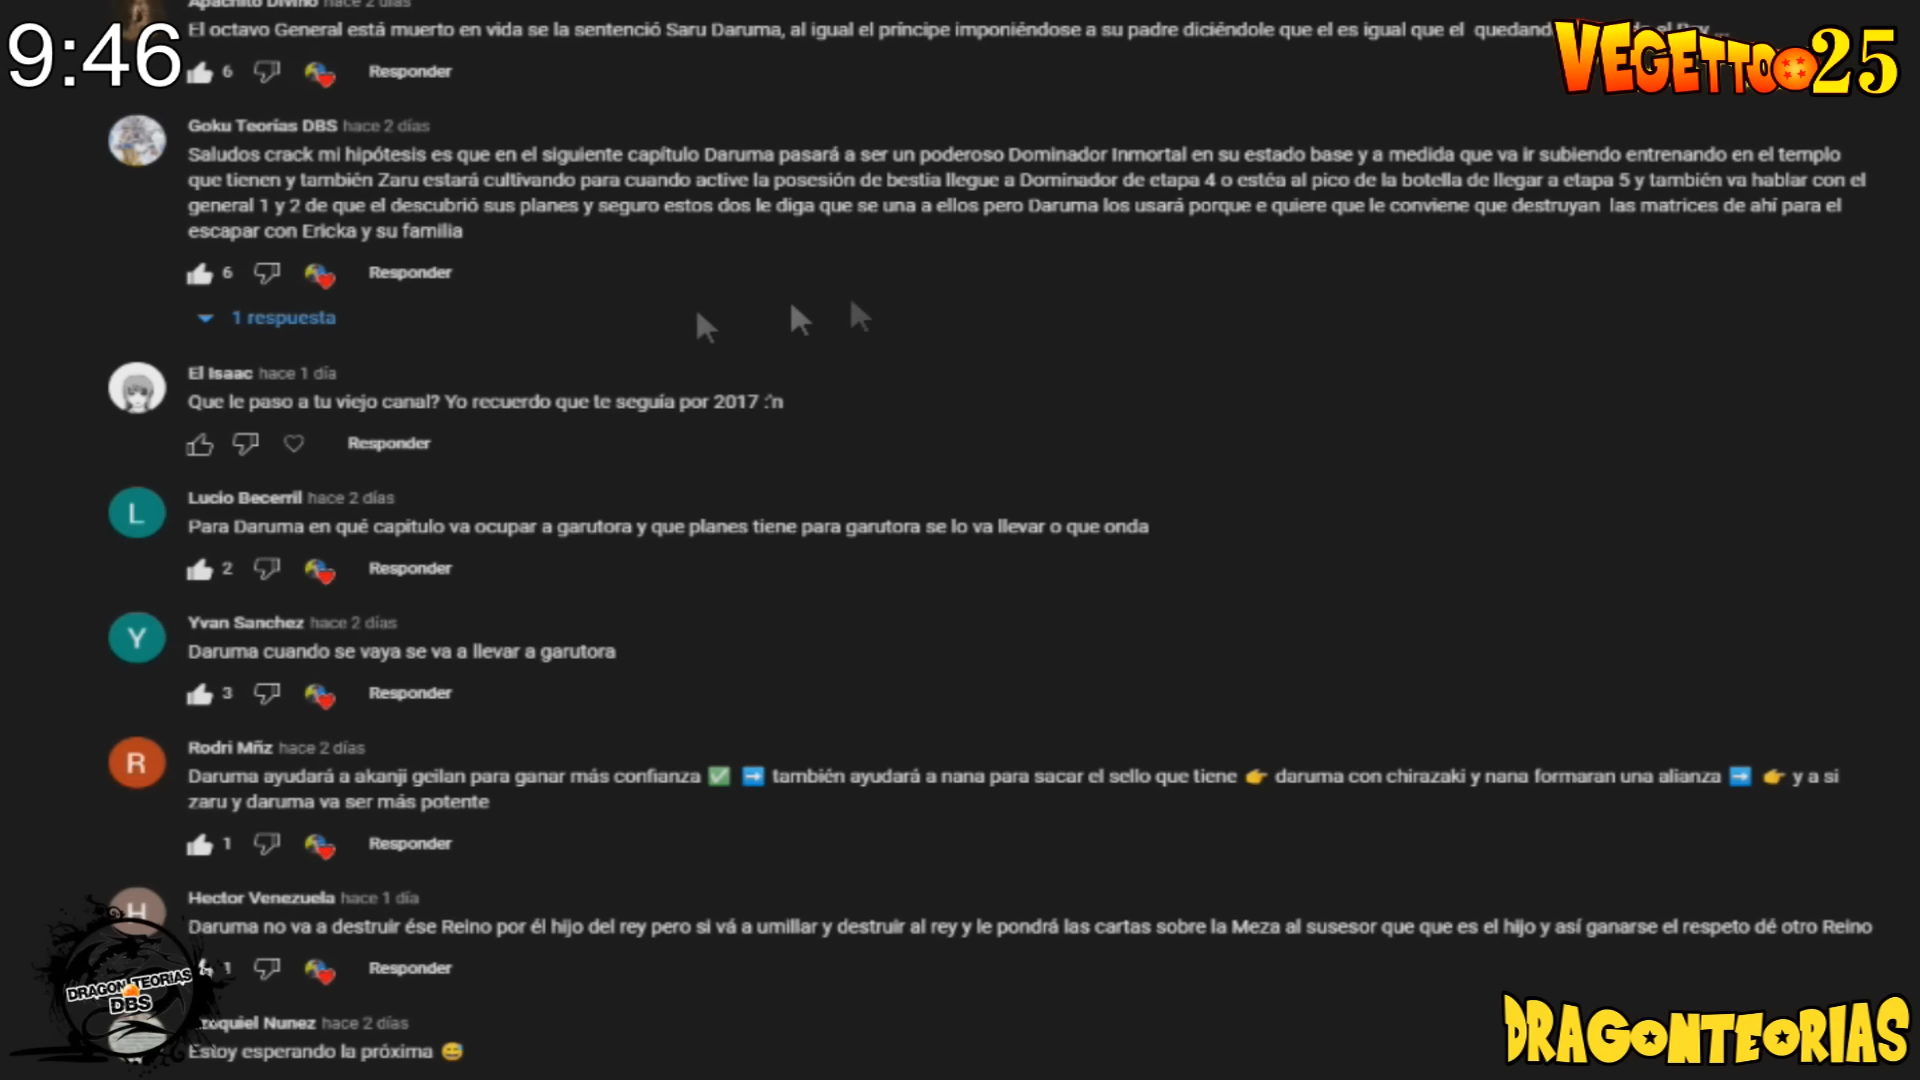 Apachito Divino hace 2 días
El octavo General está muerto en vida se la sentenció Saru Daruma, al igual el príncipe imponiéndose a su padre diciéndole que el es igual que el quedand
9:46
VEGETTO 25
6 Responder
Goku Teorías DBS hace 2 días
Saludos crack mi hipótesis es que en el siguiente capítulo Daruma pasará a ser un poderoso Dominador Inmortal en su estado base y a medida que va ir subiendo entrenando en el templo
que tienen y también Zaru estará cultivando para cuando active la posesión de bestia llegue a Dominador de etapa 4 o estéa al pico de la botella de llegar a etapa 5 y también va hablar con el
general 1 y 2 de que el descubrió sus planes y seguro estos dos le diga que se una a ellos pero Daruma los usará porque e quiere que le conviene que destruyan las matrices de ahí para el
escapar con Ericka y su familia
6 Responder
1 respuesta
El Isaac hace 1 día
Que le paso a tu viejo canal? Yo recuerdo que te seguía por 2017 :'n
Responder
L
Lucio Becerril hace 2 días
Para Daruma en qué capitulo va ocupar a garutora y que planes tiene para garutora se lo va llevar o que onda
2 Responder
Y
Yvan Sanchez hace 2 días
Daruma cuando se vaya se va a llevar a garutora
3 Responder
R
Rodri Mñz hace 2 días
Daruma ayudará a akanji geilan para ganar más confianza ✅ ➡️ también ayudará a nana para sacar el sello que tiene 👉 daruma con chirazaki y nana formaran una alianza ➡️ 👉 y a si
zaru y daruma va ser más potente
1 Responder
H
Hector Venezuela hace 1 día
Daruma no va a destruir ése Reino por él hijo del rey pero si vá a umillar y destruir al rey y le pondrá las cartas sobre la Meza al susesor que que es el hijo y así ganarse el respeto dé otro Reino
1 Responder
DRAGON TEORIAS
DBS
zequiel Nunez hace 2 días
Estoy esperando la próxima 😅
DRAGONTEORIAS